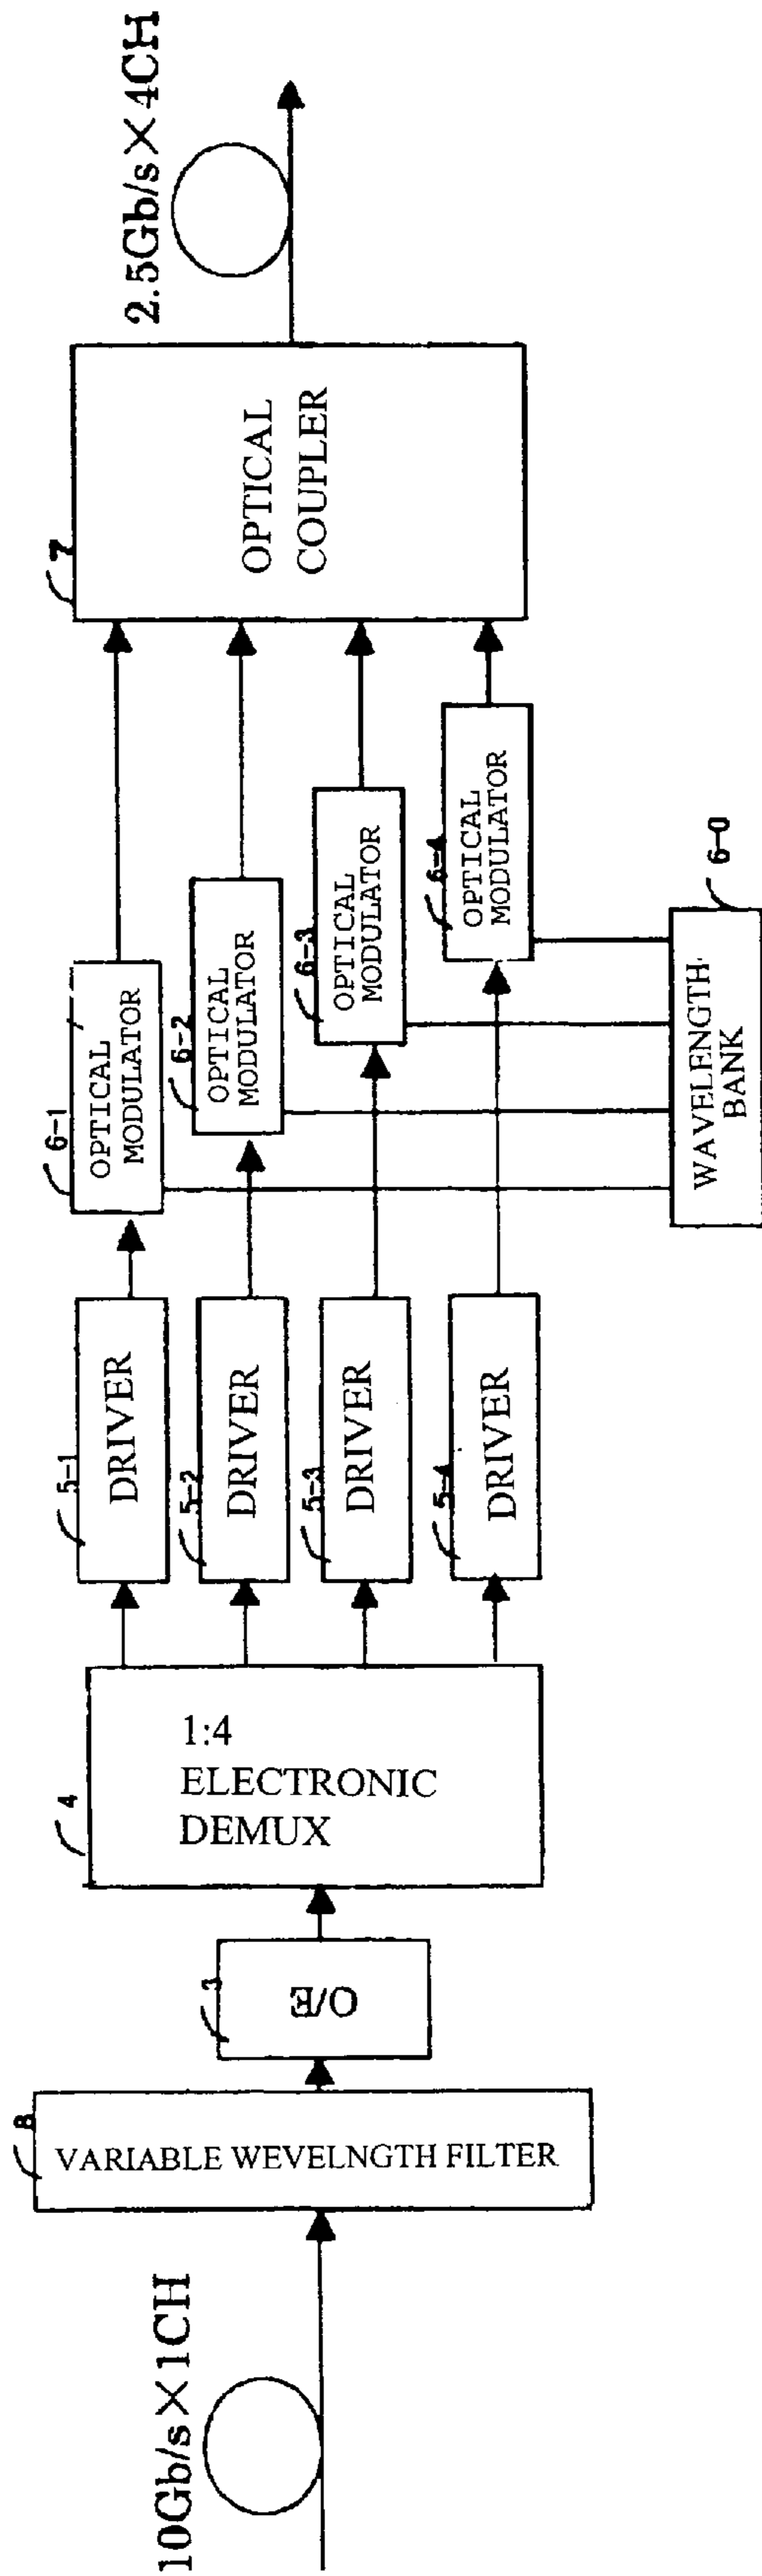 10Gb/s×1CH
8
VARIABLE WEVELNGTH FILTER
3
O/E
4
1:4
ELECTRONIC
DEMUX
5-1
DRIVER
5-2
DRIVER
5-3
DRIVER
5-4
DRIVER
6-1
OPTICAL
MODULATOR
6-2
OPTICAL
MODULATOR
6-3
OPTICAL
MODULATOR
6-4
OPTICAL
MODULATOR
6-0
WAVELENGTH
BANK
7
OPTICAL
COUPLER
2.5Gb/s×4CH